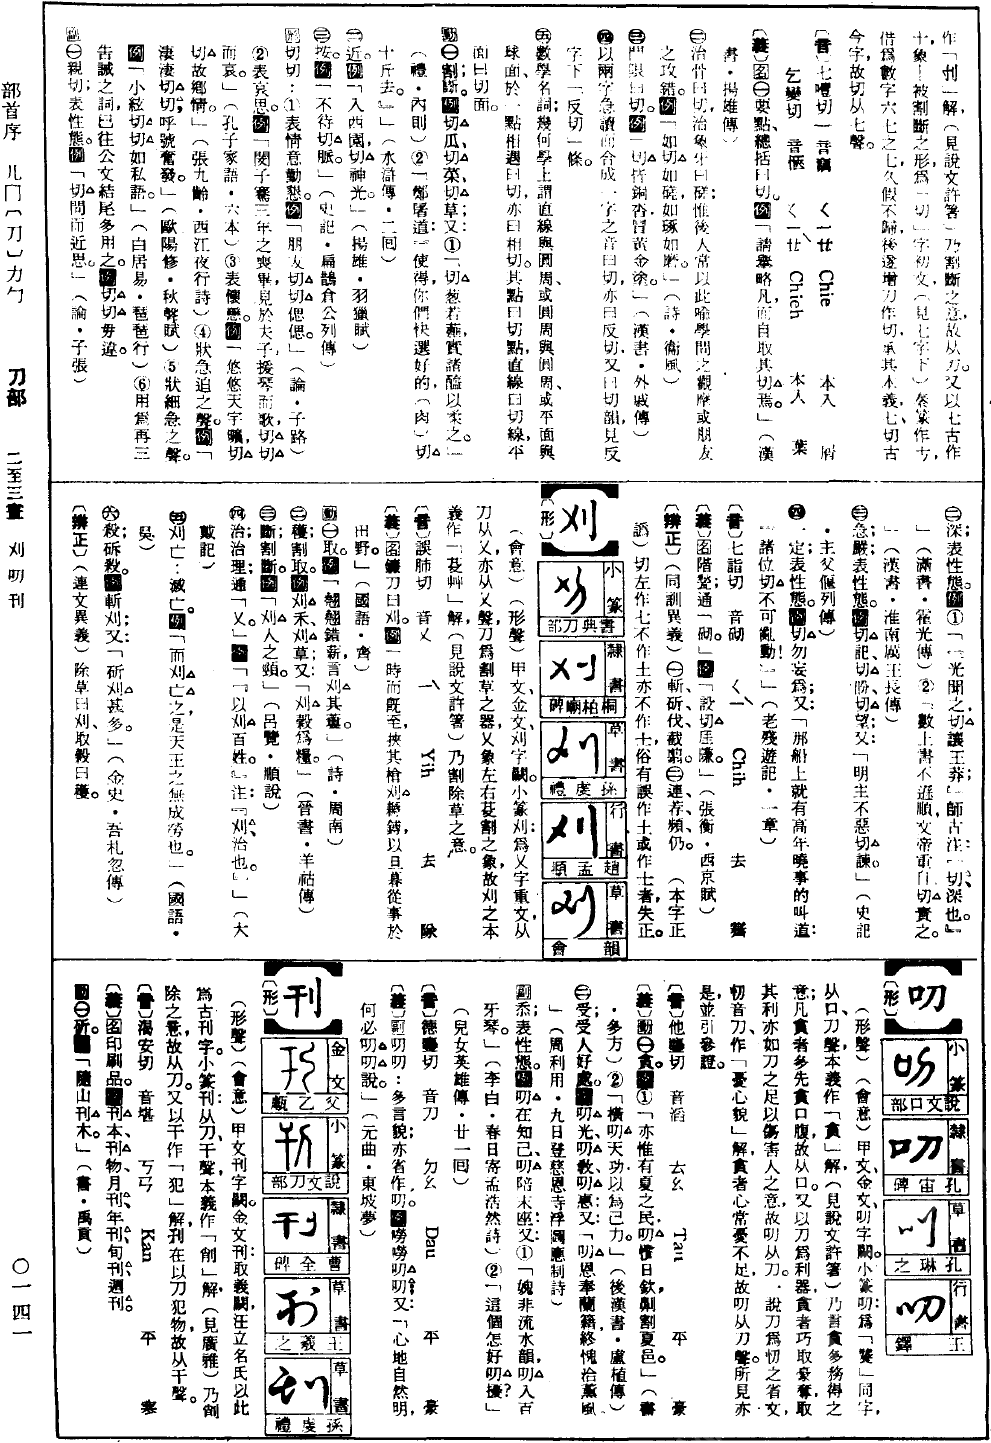 作「刌」解，（見說文許箸）乃割斷之意，故从刀。又以七古作
十，象一被割斷之形，為「切」字初文，（見七字下）後篆作七，
借為數字六七之七，久假不歸，後遂增刀作切，承其本義，七切古
今字，故切从七聲。
〔音〕七噎切　音竊　ㄑㄧㄝ　Chie　本入　屑
乞變切　音愜　ㄑㄧㄝˋ　Chieh　本入　葉
〔義〕名㊀要點總括曰切。例「請舉略凡，而自取其切焉。」（漢
書·揚雄傳）
㊁治骨曰切，治象牙曰磋；惟後人常以此喻學問之觀摩或朋友
之攻錯。例「如切如磋，如琢如磨。」（詩·衞風）
㊂門限曰切。例「切皆銅沓冒黃金塗。」（漢書·外戚傳）
㊃以兩字急讀而合成一字之音曰切，亦曰反切，又曰切韻，見反
字下「反切」條。
㊄數學名詞，幾何學上謂直線與圓周或圓周與圓周、或平面與
球面於一點相遇曰切，亦曰相切。其點曰切點，直線曰切線，平
面曰切面。
動㊀割斷。例切瓜、切菜、切草；又：①「切葱若薤，實諸醯以柔之。」
（禮·內則）②「鄭屠道：『使得，你們快選好的，（肉）切
十斤去。』」（水滸傳·二回）
㊁近。例「入西園，切神光。」（揚雄·羽獵賦）
㊂按。例「不待切脈。」（史記·扁鵲倉公列傳）
副切切：①表情意勤懇。例「朋友切切偲偲。」（論·子路）
②表哀思。例「閔子騫三年之喪畢，見於夫子，援琴而歌，切切
而哀。」（孔子家語·六本）③表懷戀。例「悠悠天宇曠，切
切故鄉情。」（張九齡·西江夜行詩）④狀急迫之聲。例「
淒淒切切，呼號奮發。」（歐陽修·秋聲賦）⑤狀細急之聲。
例「小絃切切如私語。」（白居易·琵琶行）⑥用為再三
告誡之詞，已往公文結尾多用之。例切切毋違。
㊀親切；表性態。例「切問而近思。」（論·子張）
㊁深；表性態。例①「『光聞之，切讓王莽。』師古注：『切，深也。』
」（漢書·霍光傳）②「數上書不遜順，文帝重自切責之。
」（漢書·淮南厲王長傳）
㊂急；嚴；表性態。例切記、切盼、切望；又：「明主不惡切諫。」（史記
·主父偃列傳）
㊃一定；表性態。例切勿妄為；又：「那船上就有高年曉事的叫道：
『諸位切不可亂動！』」（老殘遊記·一章）
〔音〕七詣切　音砌　ㄑㄧˋ　Chih　去　霽
〔義〕名階甃，通「砌」。例「設切厓隒。」（張衡·西京賦）
〔辨正〕（同訓異義）㊀斬、斫、伐、截、㓷。㊁連、荐、頻、仍。（本字正
譌）切左作七，不作土，亦不作土，俗有誤作土或作土者，失正。
刈
〔形〕
小篆　書典刀部
隸書　桐柏廟碑
草書　孫虔禮
行書　趙孟頫
草書　韻會
（會意）（形聲）甲文、金文刈字闕。小篆刈：為乂字重文，从
刀从乂，亦从乂聲，刀為割草之器，乂象左右芟割之象，故刈之本
義作「芟艸」解，（見說文許箸）乃割除草之意。
〔音〕誤肺切　音乂　ㄧˋ　Yih　去　隊
〔義〕名鐮刀曰刈。例「時雨旣至，挾其槍刈耨鎛，以旦暮從事於
田野。」（國語·齊）
動㊀取。例「翹翹錯薪，言刈其蔞。」（詩·周南）
㊁穫；割取。例刈禾、刈草；又：「刈穀為糧。」（晉書·羊祜傳）
㊂斷；割斷。例「刈人之頸。」（呂覽·順說）
㊃治；治理，通「乂」。例「『以刈百姓。』注：『刈，治也。』」（大
戴記）
㊄刈亡：滅亡。例「而刈亡之，是天王之無成勞也。」（國語·
吳）
㊅殺；斫殺。例斬刈；又：「斫刈甚多。」（金史·吾札忽傳）
〔辨正〕（連文異義）除草曰刈、取穀曰穫。
叨
〔形〕
小篆　說文口部
隸書　孔宙碑
草書　孔琳之
行書　王鐸
（形聲）（會意）甲文、金文叨字闕。小篆叨：為「饕」同字，
从口，刀聲，本義作「貪」解，（見說文許箸）乃旨貪多務得之
意，凡貪者多先貪口腹，故从口。又以刀為利器，貪者巧取豪奪，取
其利亦如刀之足以傷害人之意，故叨从刀。一說：刀為忉之省文，
忉音刀，作「憂心貌」解，貪者心常憂不足，故叨从刀聲。所見亦
是，並引參證。
〔音〕他饕切　音滔　ㄊㄠ　Tau　平　豪
〔義〕動㊀貪。例①「亦惟有夏之民叨懫日欽，劓割夏邑。」（書
·多方）②「橫叨天功，以為己力。」（後漢書·盧植傳）
㊁受；受人好處。例叨光、叨敎、叨惠；又：「叨恩奉蘭籍，終愧洽薰風。
」（周利用·九日登慈恩寺浮圖應制詩）
副忝；表性態。例叨在知己、叨陪末座；又：①「媿非流水韻，叨入百
牙琴。」（李白·春日寄孟浩然詩）②「這個怎好叨擾？」
（兒女英雄傳·廿一回）
〔音〕德饕切　音刀　ㄉㄠ　Dau　平　豪
〔義〕副叨叨：多言貌，亦省作叨。例嘮嘮叨叨；又：「心地自然明，
何必叨叨說。」（元曲·東坡夢）
刊
〔形〕
金文　父乙甗
小篆　說文刀部
隸書　曹全碑
草書　王羲之
草書　孫虔禮
（形聲）（會意）甲文刊字闕。金文刊：取義闕，汪立名氏以此
為古刊字。小篆刊：从刀，干聲，本義作「削」解，（見廣雅）乃削
除之意，故从刀。又以干作「犯」解，刊在以刀犯物，故从干聲。
〔音〕渴安切　音堪　ㄎㄢ　Kan　平　寒
〔義〕名印刷品。例刊本、刊物、月刊、年刊、旬刊、週刊。
動㊀斫。例「隨山刊木。」（書·禹貢）
部首序　儿冂冖刀〔刂〕力勹
刀部
二至三畫　刈　叨　刊
〇一四一